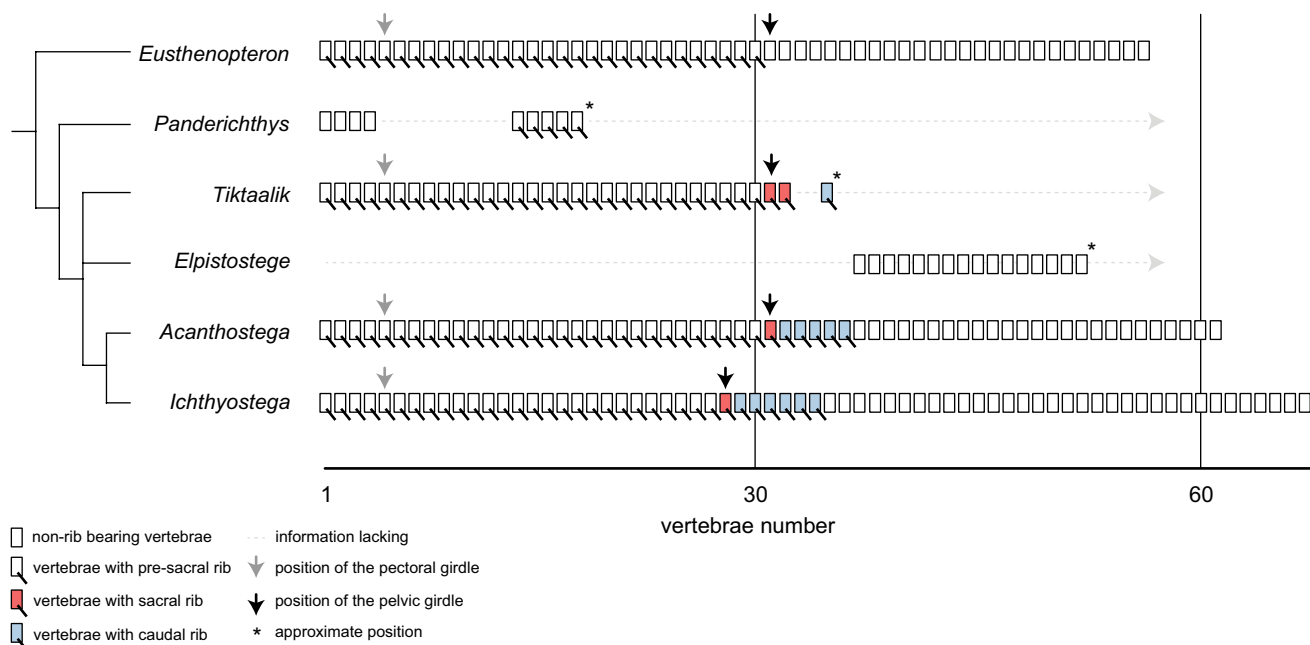 Eusthenopteron
Panderichthys *
Tiktaalik *
Elpistostege *
Acanthostega
Ichthyostega
1 30 60
vertebrae number
non-rib bearing vertebrae
vertebrae with pre-sacral rib
vertebrae with sacral rib
vertebrae with caudal rib
information lacking
position of the pectoral girdle
position of the pelvic girdle
* approximate position